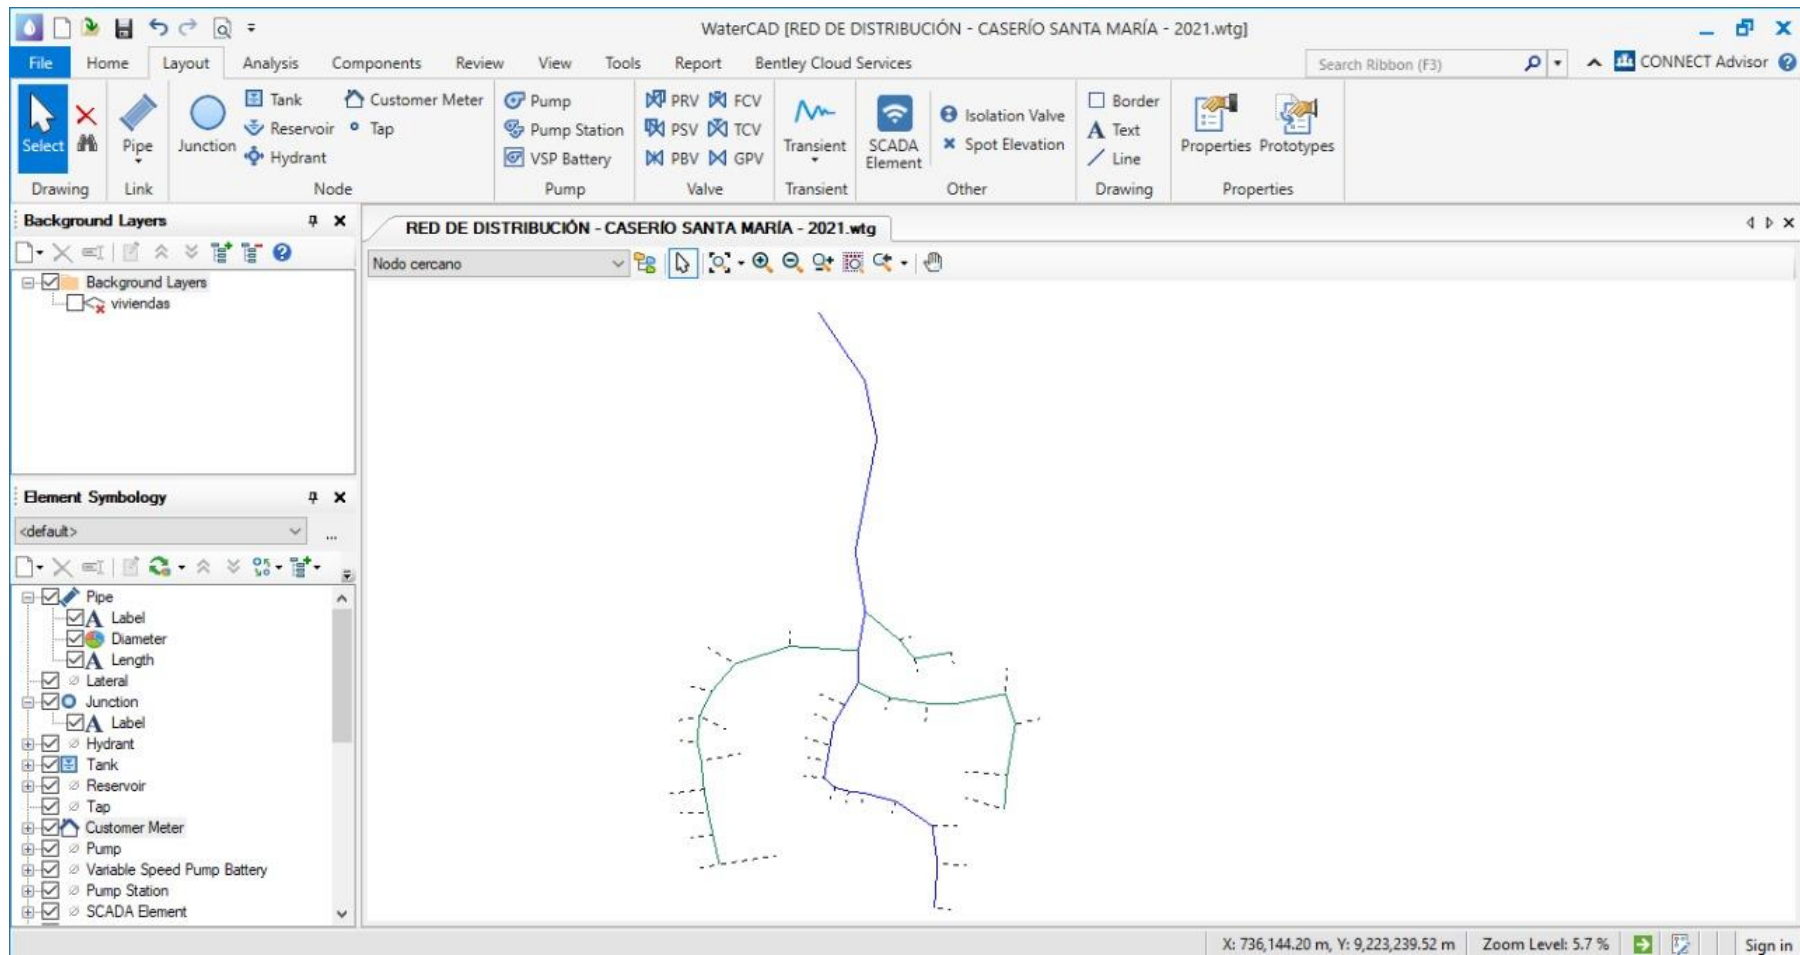 WaterCAD [RED DE DISTRIBUCIÓN - CASERÍO SANTA MARÍA - 2021.wtg]
File Home Layout Analysis Components Review View Tools Report Bentley Cloud Services Search Ribbon (F3) CONNECT Advisor
Tank Customer Meter Pump PRV FCV Border
Reservoir Tap Pump Station PSV TCV Isolation Valve Text
Hydrant VSP Battery PBV GPV Spot Elevation Line
Select Pipe Junction Transient SCADA Element Properties Prototypes
Drawing Link Node Pump Valve Transient Other Drawing Properties
Background Layers
RED DE DISTRIBUCIÓN - CASERÍO SANTA MARÍA - 2021.wtg
Nodo cercano
Background Layers
viviendas
Element Symbology
<default>
...
Pipe
Label
Diameter
Length
Lateral
Junction
Label
Hydrant
Tank
Reservoir
Tap
Customer Meter
Pump
Variable Speed Pump Battery
Pump Station
SCADA Element
X: 736,144.20 m, Y: 9,223,239.52 m Zoom Level: 5.7 % Sign in